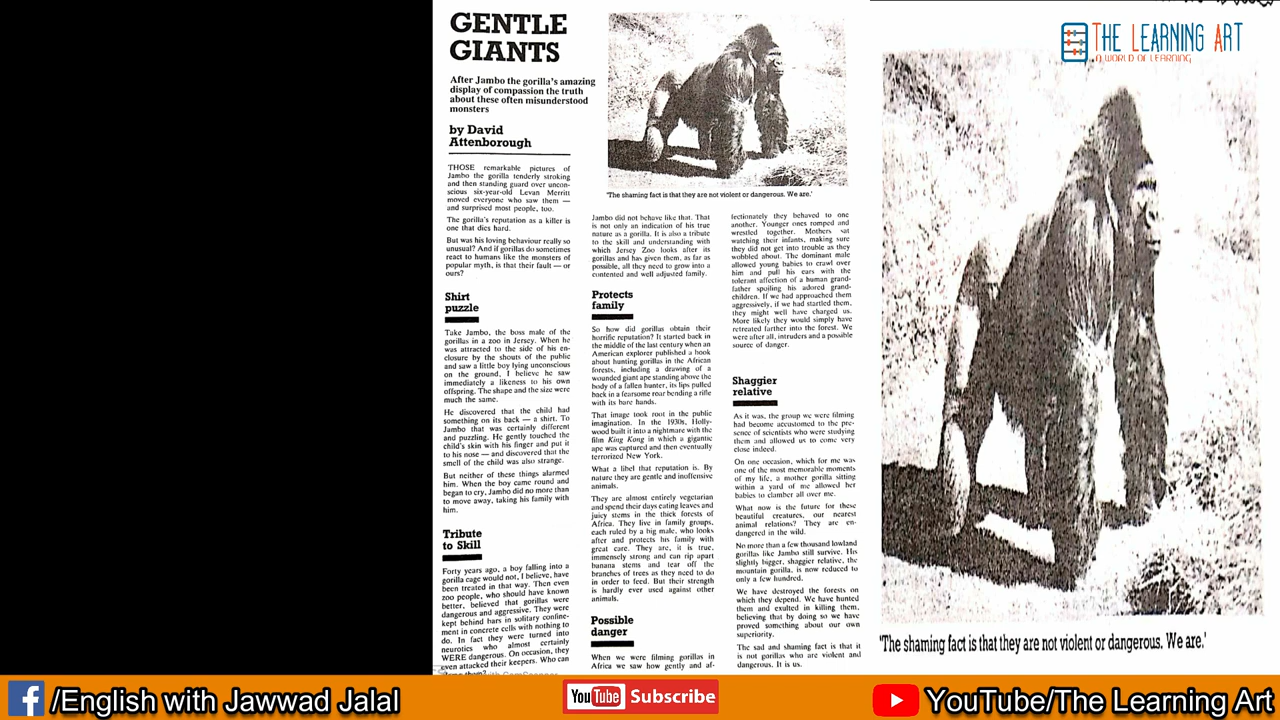 GENTLE
GIANTS
After Jambo the gorilla's amazing
display of compassion the truth
about these often misunderstood
monsters
by David
Attenborough
THOSE remarkable pictures of
Jambo the gorilla tenderly stroking
and then standing guard over uncon-
scious six-year-old Levan Merritt
moved everyone who saw them —
and surprised most people, too.
The gorilla's reputation as a killer is
one that dies hard.
But was his loving behaviour really so
unusual? And if gorillas do sometimes
react to humans like the monsters of
popular myth, is that their fault — or
ours?
Shirt
puzzle
Take Jambo, the boss male of the
gorillas in a zoo in Jersey. When he
was attracted to the side of his en-
closure by the shouts of the public
and saw a little boy lying unconscious
on the ground, I believe he saw
immediately a likeness to his own
offspring. The shape and the size were
much the same.
He discovered that the child had
something on its back — a shirt. To
Jambo that was certainly different
and puzzling. He gently touched the
child's skin with his finger and put it
to his nose — and discovered that the
smell of the child was also strange.
But neither of these things alarmed
him. When the boy came round and
began to cry, Jambo did no more than
to move away, taking his family with
him.
Tribute
to Skill
Forty years ago, a boy falling into a
gorilla cage would not, I believe, have
been treated in that way. Then even
zoo people, who should have known
better, believed that gorillas were
dangerous and aggressive. They were
kept behind bars in solitary confine-
ment in concrete cells with nothing to
do. In fact they were turned into
neurotics who almost certainly
WERE dangerous. On occasion, they
even attacked their keepers. Who can
'The shaming fact is that they are not violent or dangerous. We are.'
Jambo did not behave like that. That
is not only an indication of his true
nature as a gorilla. It is also a tribute
to the skill and understanding with
which Jersey Zoo looks after its
gorillas and has given them, as far as
possible, all they need to grow into a
contented and well adjusted family.
Protects
family
So how did gorillas obtain their
horrific reputation? It started back in
the middle of the last century when an
American explorer published a book
about hunting gorillas in the African
forests, including a drawing of a
wounded giant ape standing above the
body of a fallen hunter, its lips pulled
back in a fearsome roar bending a rifle
with its bare hands.
That image took root in the public
imagination. In the 1930s, Holly-
wood built it into a nightmare with the
film King Kong in which a gigantic
ape was captured and then eventually
terrorized New York.
What a libel that reputation is. By
nature they are gentle and inoffensive
animals.
They are almost entirely vegetarian
and spend their days eating leaves and
juicy stems in the thick forests of
Africa. They live in family groups,
each ruled by a big male, who looks
after and protects his family with
great care. They are, it is true,
immensely strong and can rip apart
banana stems and tear off the
branches of trees as they need to do
in order to feed. But their strength
is hardly ever used against other
animals.
Possible
danger
When we were filming gorillas in
Africa we saw how gently and af-
fectionately they behaved to one
another. Younger ones romped and
wrestled together. Mothers sat
watching their infants, making sure
they did not get into trouble as they
wobbled about. The dominant male
allowed young babies to crawl over
him and pull his ears with the
tolerant affection of a human grand-
father spoiling his adored grand-
children. If we had approached them
aggressively, if we had startled them,
they might well have charged us.
More likely they would simply have
retreated farther into the forest. We
were after all, intruders and a possible
source of danger.
Shaggier
relative
As it was, the group we were filming
had become accustomed to the pre-
sence of scientists who were studying
them and allowed us to come very
close indeed.
On one occasion, which for me was
one of the most memorable moments
of my life, a mother gorilla sitting
within a yard of me allowed her
babies to clamber all over me.
What now is the future for these
beautiful creatures, our nearest
animal relations? They are en-
dangered in the wild.
No more than a few thousand lowland
gorillas like Jambo still survive. His
slightly bigger, shaggier relative, the
mountain gorilla, is now reduced to
only a few hundred.
We have destroyed the forests on
which they depend. We have hunted
them and exulted in killing them,
believing that by doing so we have
proved something about our own
superiority.
The sad and shaming fact is that it
is not gorillas who are violent and
dangerous. It is us.
THE LEARNING ART
A WORLD OF LEARNING
'The shaming fact is that they are not violent or dangerous. We are.'
/English with Jawwad Jalal
YouTube Subscribe
YouTube/The Learning Art